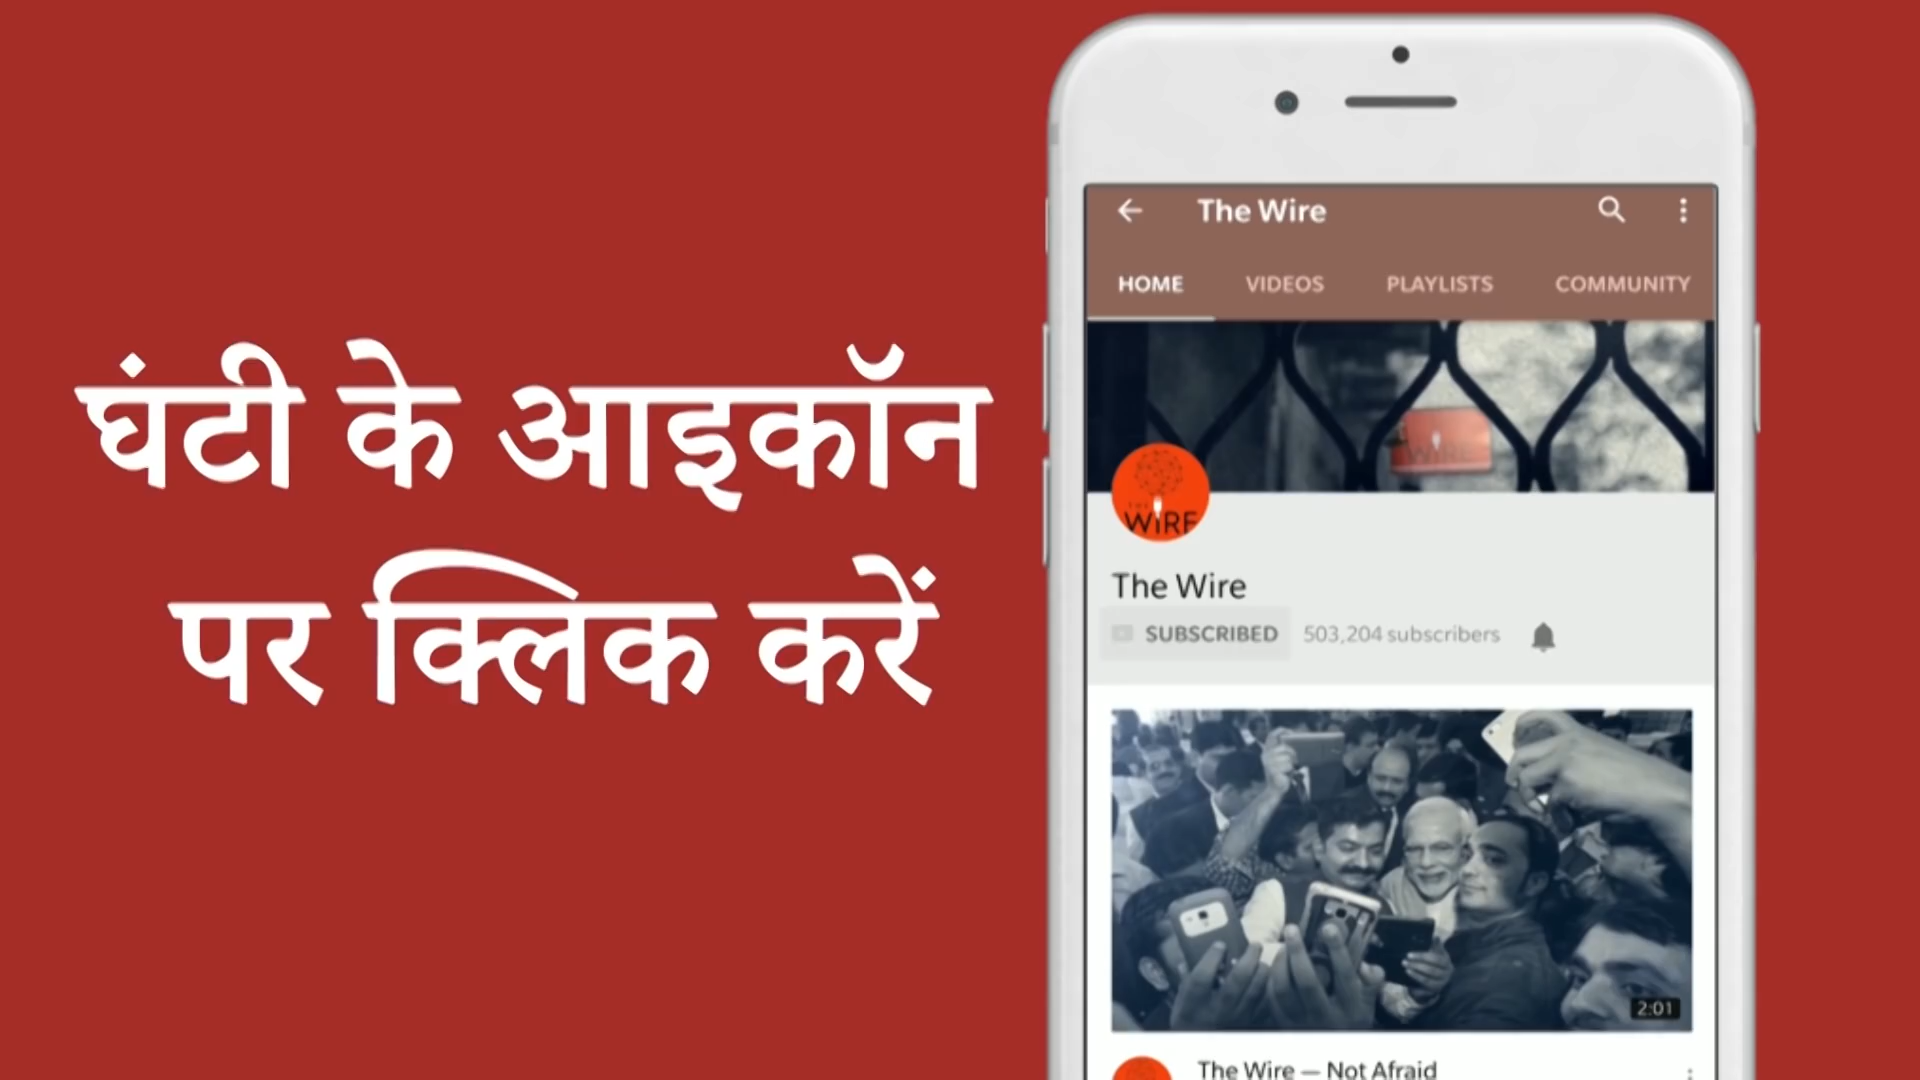 घंटी के आइकॉन
पर क्लिक करें
The Wire
HOME VIDEOS PLAYLISTS COMMUNITY
WIRE
WIRE
The Wire
SUBSCRIBED 503,204 subscribers
2:01
The Wire — Not Afraid